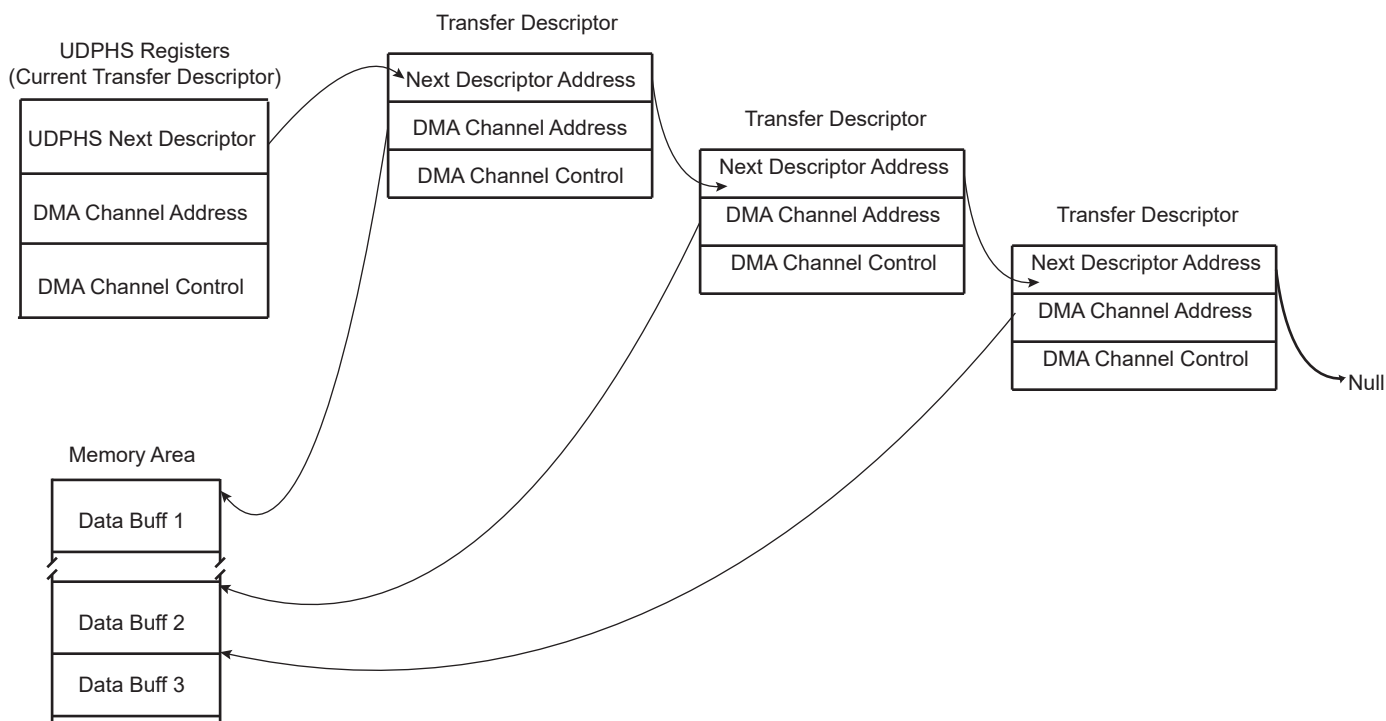 UDPHS Registers
(Current Transfer Descriptor)
UDPHS Next Descriptor
DMA Channel Address
DMA Channel Control
Transfer Descriptor
Next Descriptor Address
DMA Channel Address
DMA Channel Control
Transfer Descriptor
Next Descriptor Address
DMA Channel Address
DMA Channel Control
Transfer Descriptor
Next Descriptor Address
DMA Channel Address
DMA Channel Control
Null
Memory Area
Data Buff 1
Data Buff 2
Data Buff 3